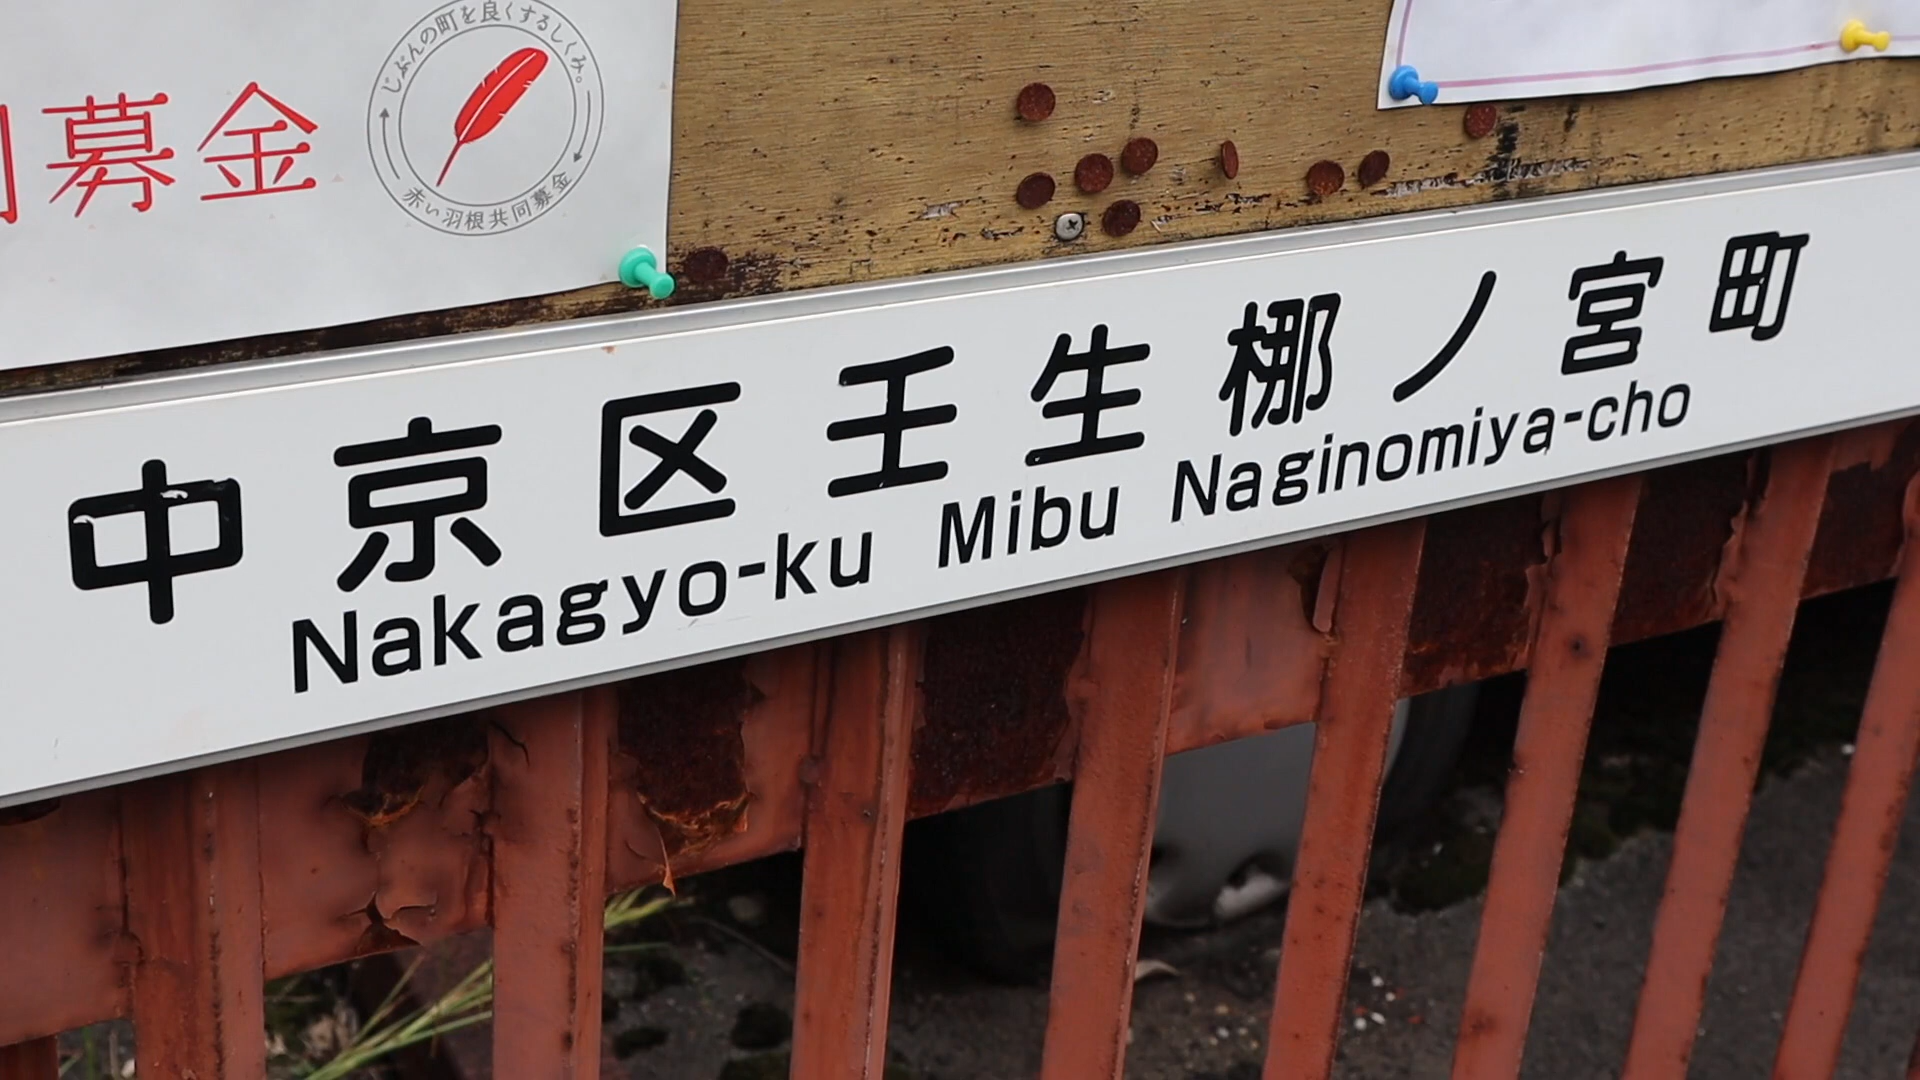 募金
じぶんの町を良くするしくみ。
赤い羽根共同募金
中京区壬生梛ノ宮町
Nakagyo-ku Mibu Naginomiya-cho